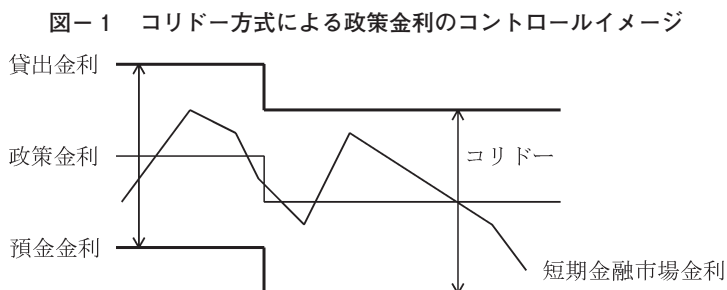 図－1　コリドー方式による政策金利のコントロールイメージ
貸出金利
政策金利
コリドー
預金金利
短期金融市場金利